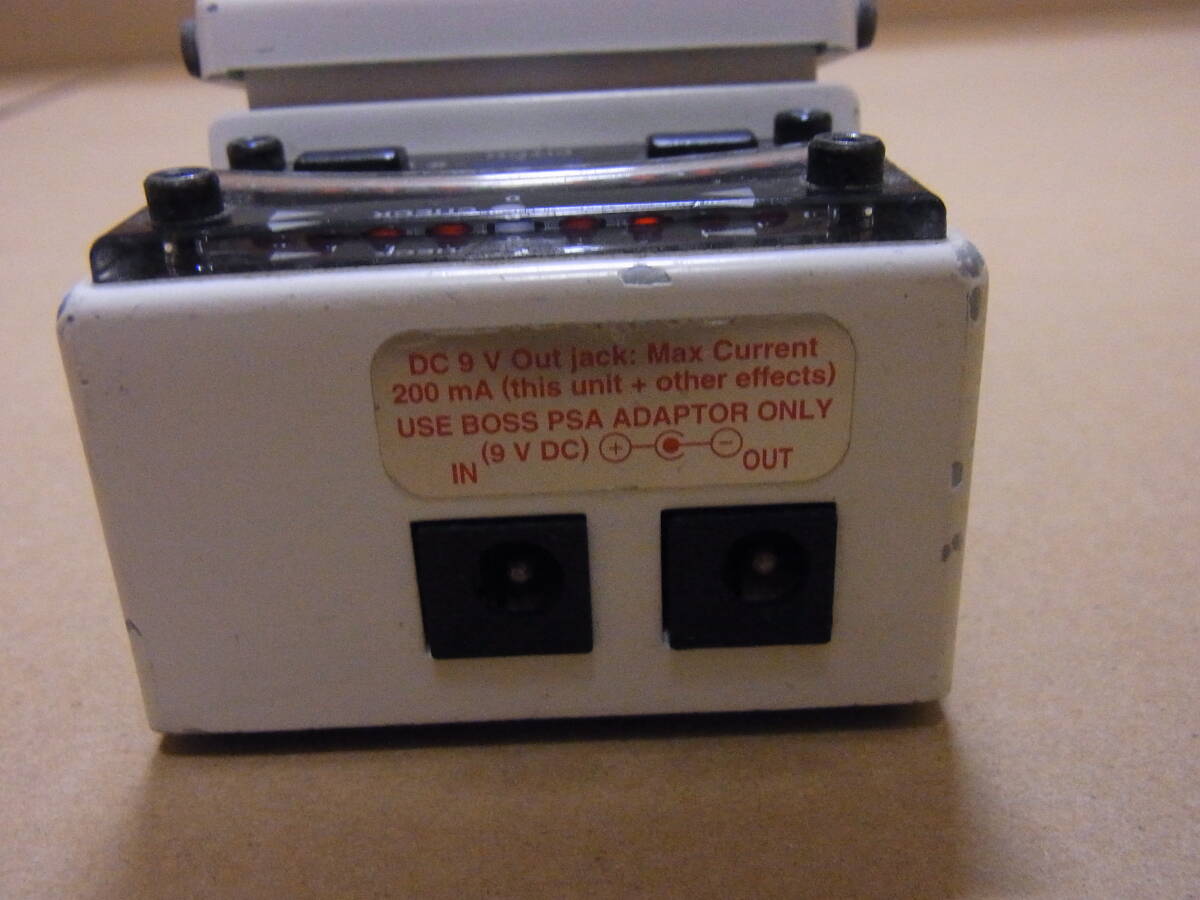 CHECK
DC 9 V Out jack: Max Current
200 mA (this unit + other effects)
USE BOSS PSA ADAPTOR ONLY
(9 V DC) + −
IN OUT